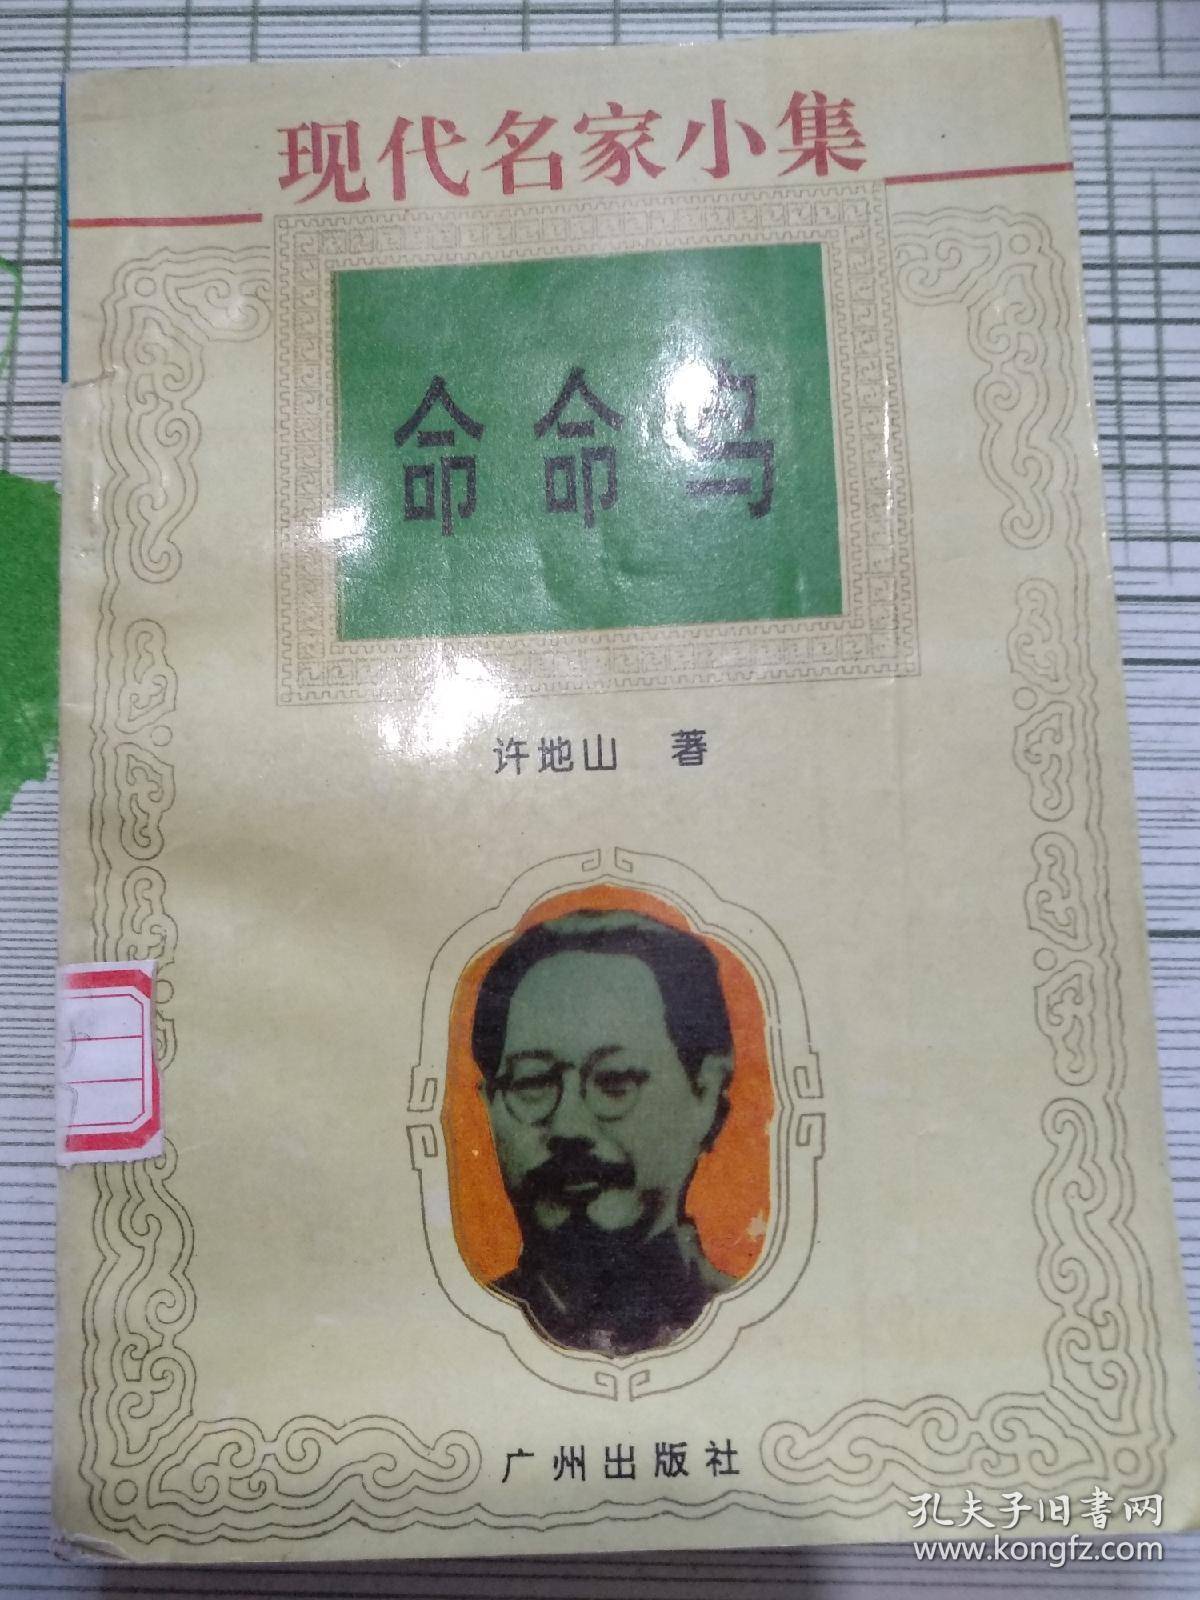 现代名家小集
命命鸟
许地山 著
广州出版社
孔夫子旧书网
www.kongfz.com